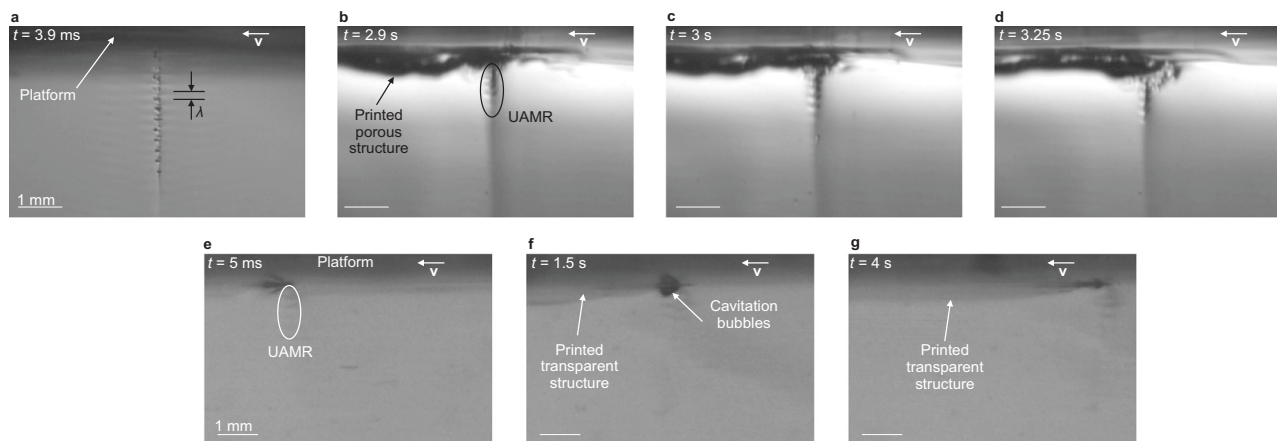 a
t = 3.9 ms
v
Platform
λ
1 mm
b
t = 2.9 s
v
Printed
porous
structure
UAMR
c
t = 3 s
v
d
t = 3.25 s
v
e
t = 5 ms
Platform
v
UAMR
1 mm
f
t = 1.5 s
v
Cavitation
bubbles
Printed
transparent
structure
g
t = 4 s
v
Printed
transparent
structure